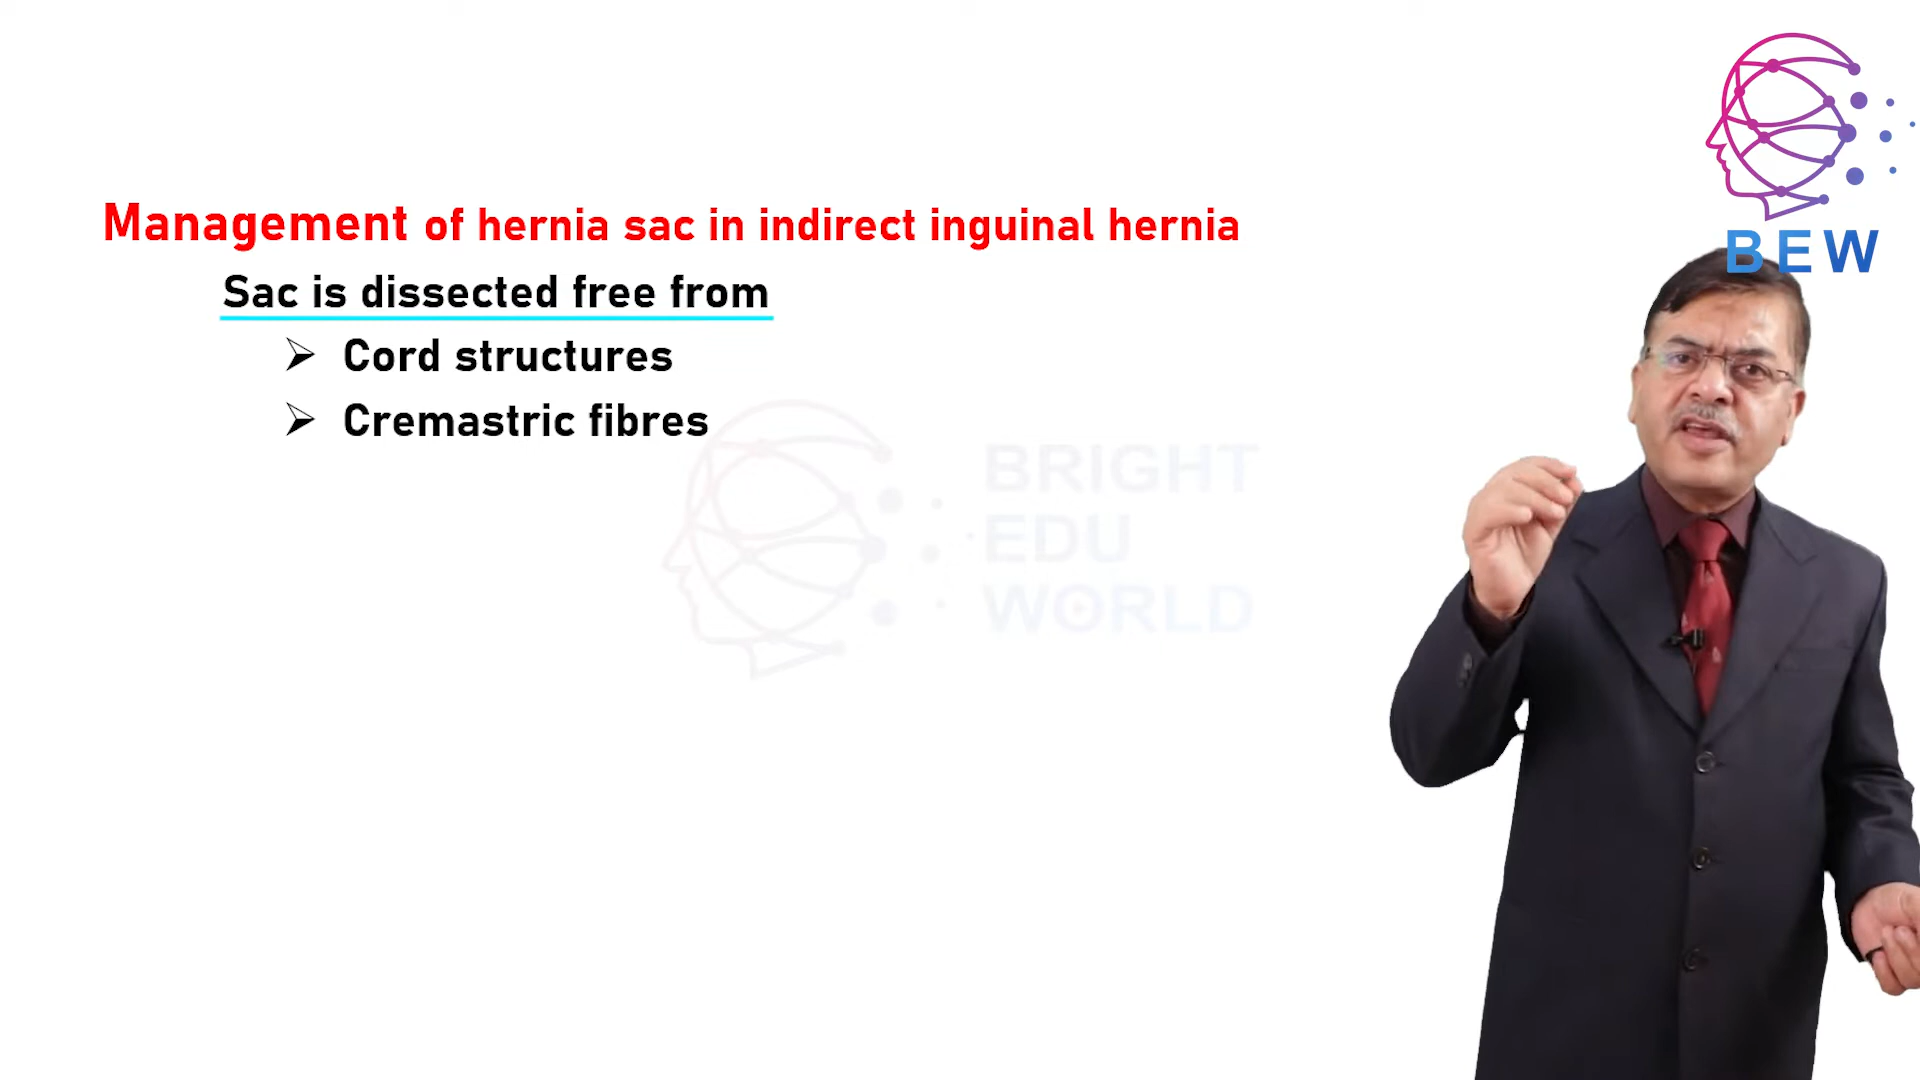 BEW
Management of hernia sac in indirect inguinal hernia
Sac is dissected free from
➢ Cord structures
➢ Cremastric fibres
BRIGHT
EDU
WORLD